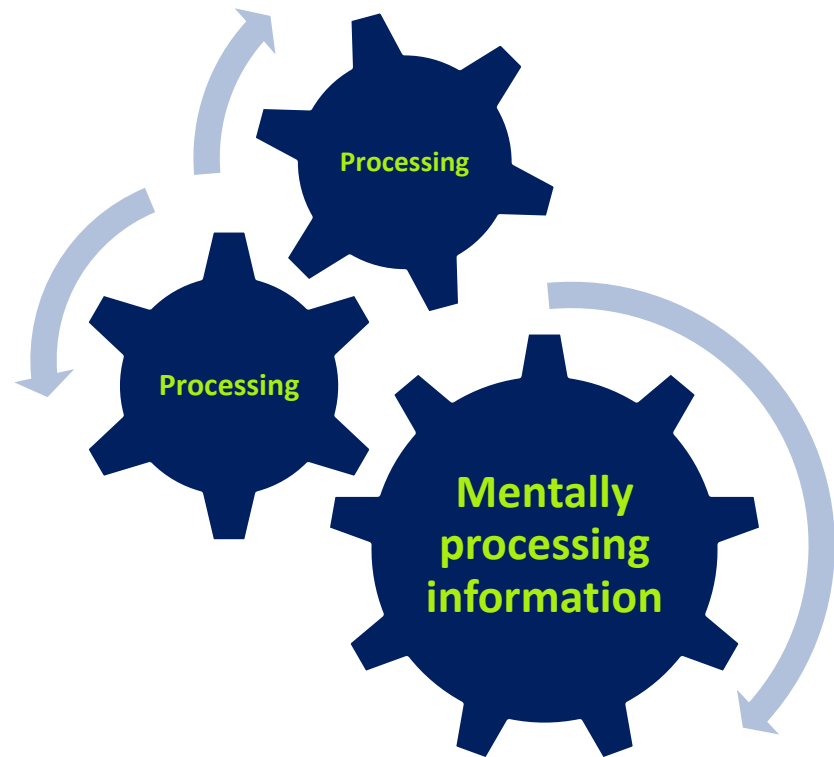 Processing
Processing
Mentally
processing
information